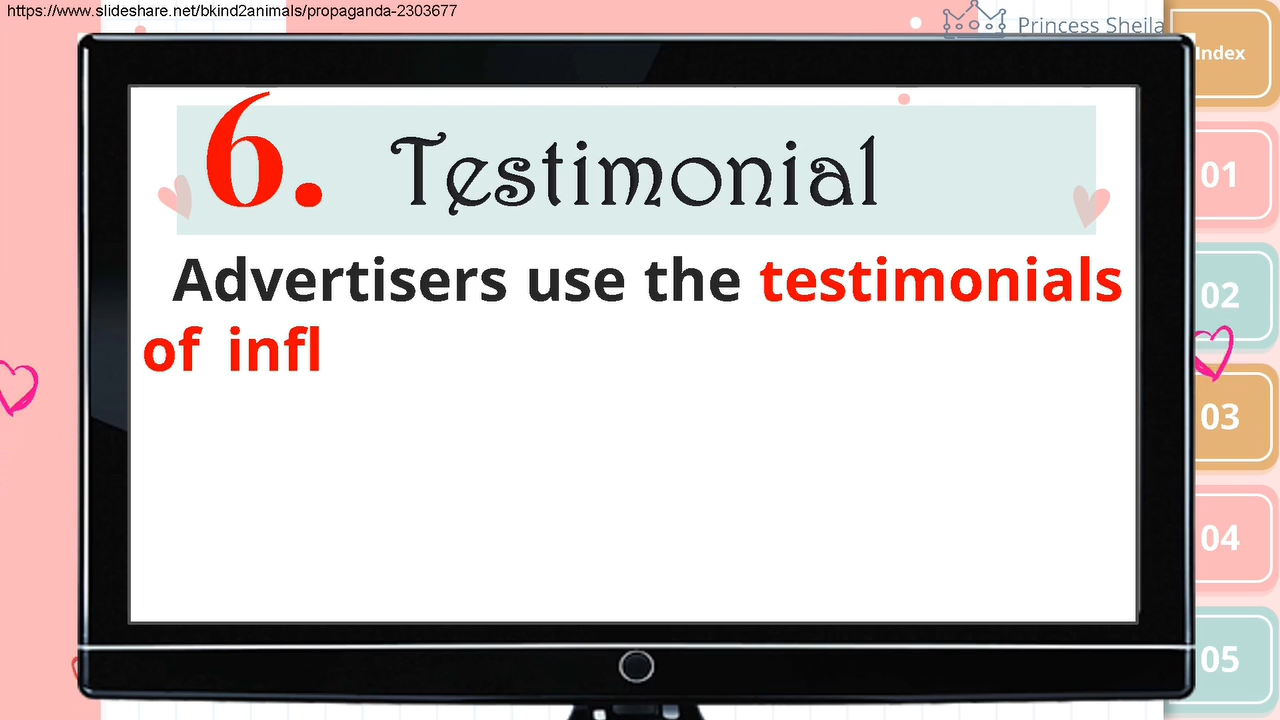 https://www.slideshare.net/bkind2animals/propaganda-2303677
Princess Sheila
Index
6. Testimonial
01
Advertisers use the testimonials
02
of infl
03
04
05